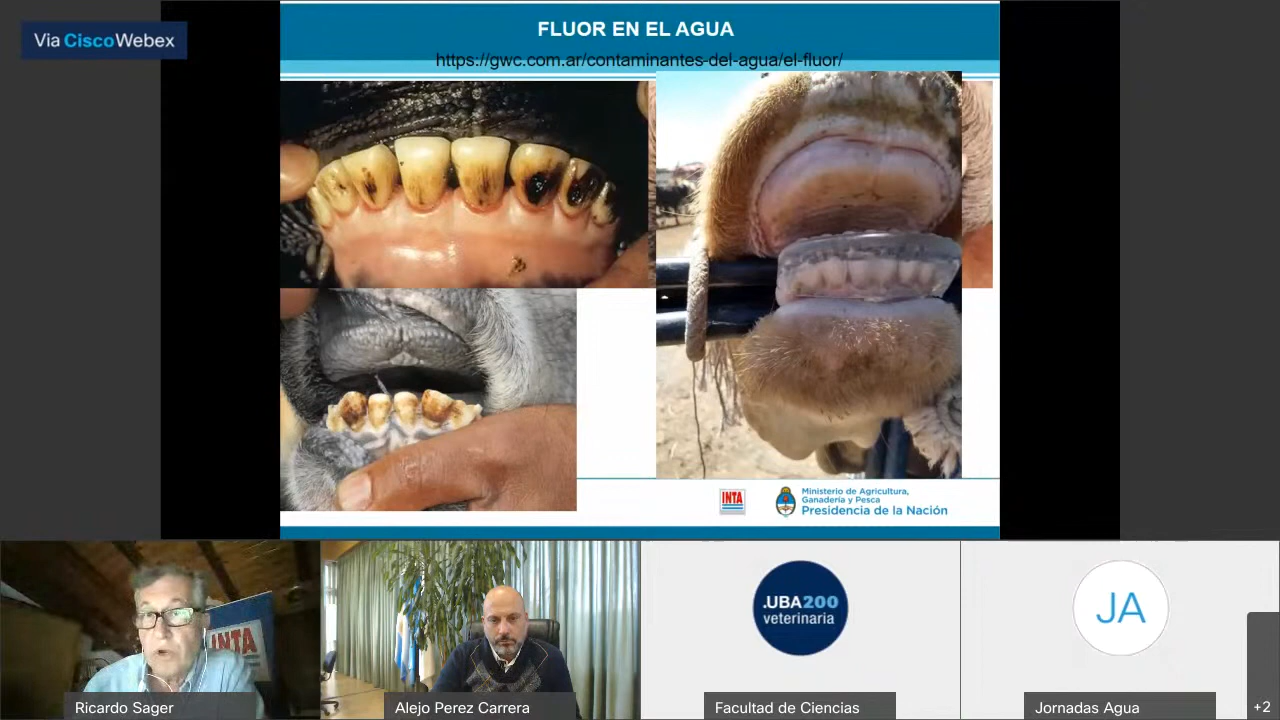 Via CiscoWebex
FLUOR EN EL AGUA
https://gwc.com.ar/contaminantes-del-agua/el-fluor/
INTA
Ministerio de Agricultura,
Ganadería y Pesca
Presidencia de la Nación
INTA
.UBA200
veterinaria
JA
Ricardo Sager
Alejo Perez Carrera
Facultad de Ciencias
Jornadas Agua
+2